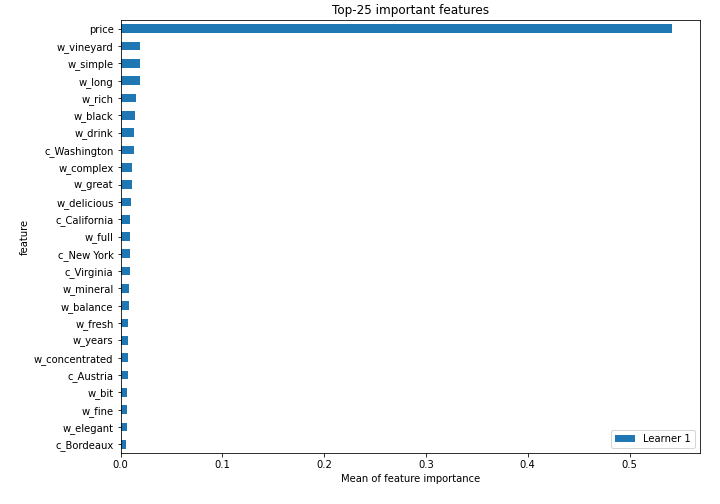 Top-25 important features
price
w_vineyard
w_simple
w_long
w_rich
w_black
w_drink
c_Washington
w_complex
w_great
w_delicious
c_California
w_full
c_New York
c_Virginia
w_mineral
w_balance
w_fresh
w_years
w_concentrated
c_Austria
w_bit
w_fine
w_elegant
c_Bordeaux
feature
Learner 1
0.0 0.1 0.2 0.3 0.4 0.5
Mean of feature importance